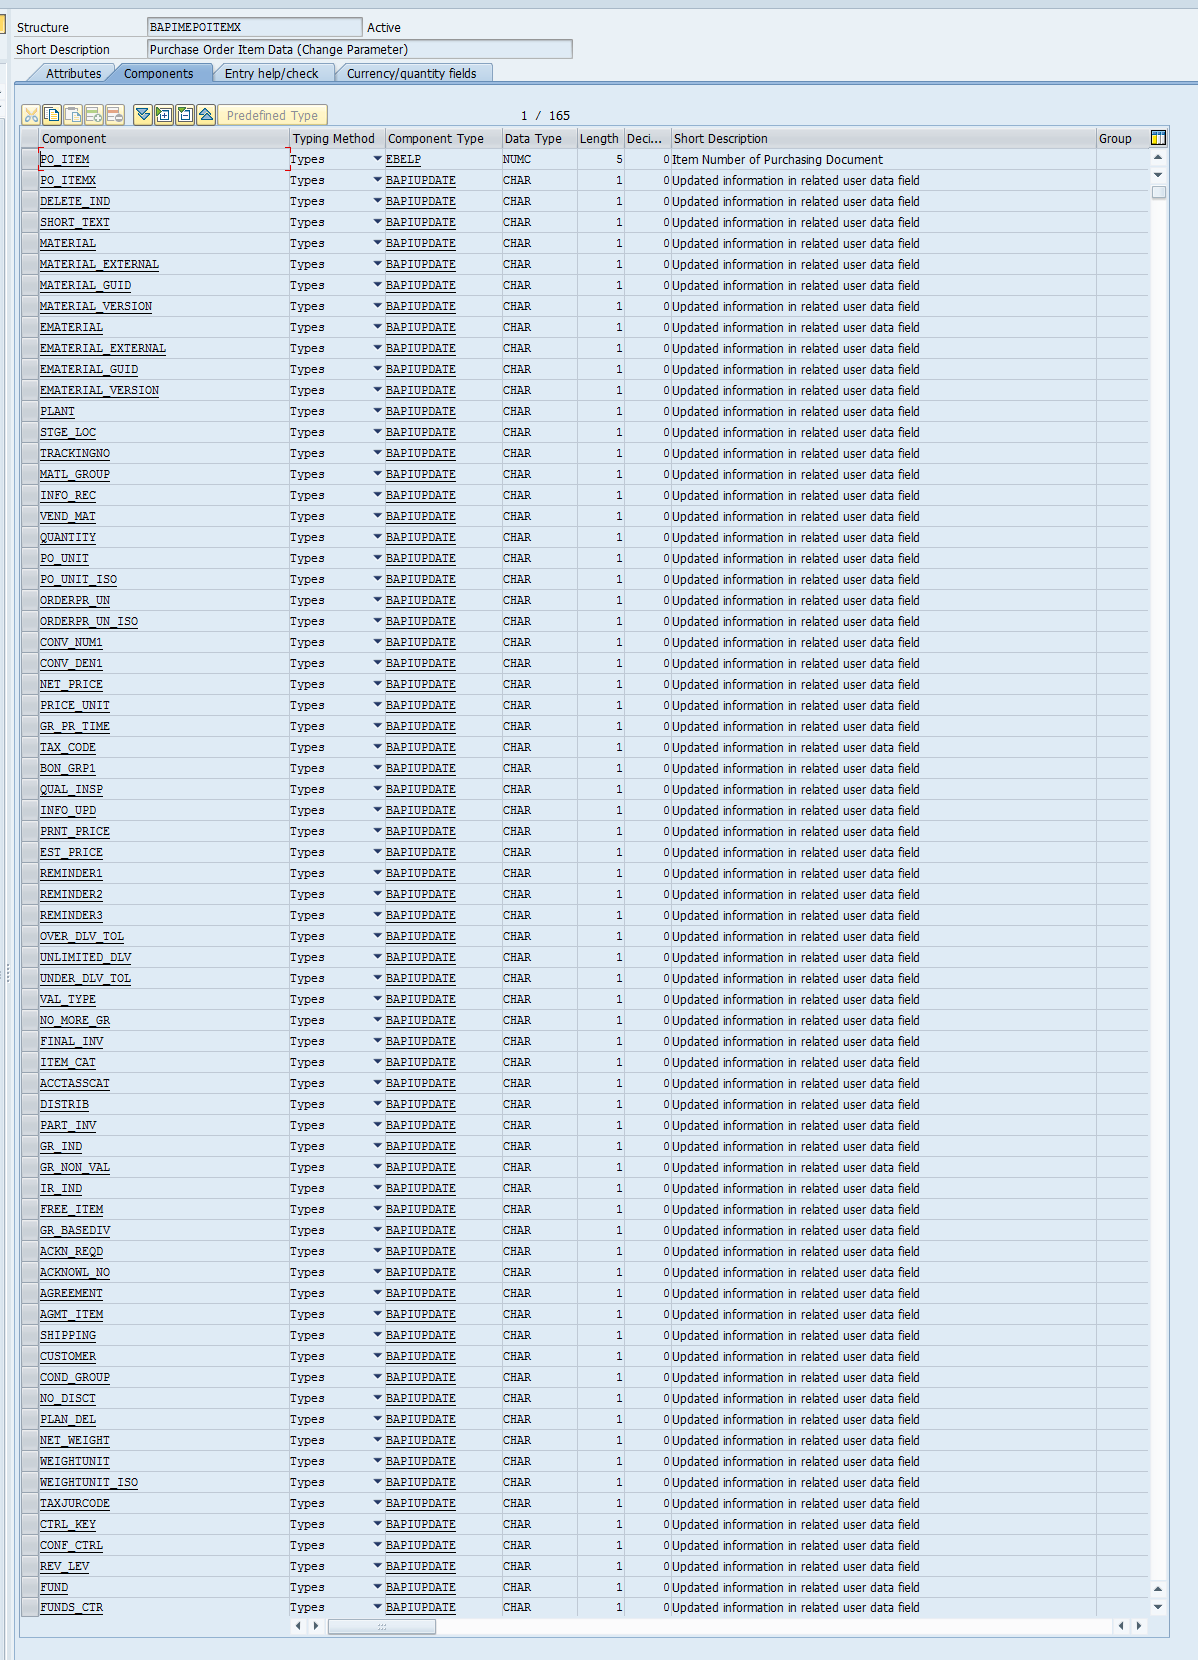 Structure BAPIMEPOITEMX Active
Short Description Purchase Order Item Data (Change Parameter)
Attributes Components Entry help/check Currency/quantity fields
Predefined Type 1 / 165
Component Typing Method Component Type Data Type Length Deci... Short Description Group
PO_ITEM Types EBELP NUMC 5 0 Item Number of Purchasing Document
PO_ITEMX Types BAPIUPDATE CHAR 1 0 Updated information in related user data field
DELETE_IND Types BAPIUPDATE CHAR 1 0 Updated information in related user data field
SHORT_TEXT Types BAPIUPDATE CHAR 1 0 Updated information in related user data field
MATERIAL Types BAPIUPDATE CHAR 1 0 Updated information in related user data field
MATERIAL_EXTERNAL Types BAPIUPDATE CHAR 1 0 Updated information in related user data field
MATERIAL_GUID Types BAPIUPDATE CHAR 1 0 Updated information in related user data field
MATERIAL_VERSION Types BAPIUPDATE CHAR 1 0 Updated information in related user data field
EMATERIAL Types BAPIUPDATE CHAR 1 0 Updated information in related user data field
EMATERIAL_EXTERNAL Types BAPIUPDATE CHAR 1 0 Updated information in related user data field
EMATERIAL_GUID Types BAPIUPDATE CHAR 1 0 Updated information in related user data field
EMATERIAL_VERSION Types BAPIUPDATE CHAR 1 0 Updated information in related user data field
PLANT Types BAPIUPDATE CHAR 1 0 Updated information in related user data field
STGE_LOC Types BAPIUPDATE CHAR 1 0 Updated information in related user data field
TRACKINGNO Types BAPIUPDATE CHAR 1 0 Updated information in related user data field
MATL_GROUP Types BAPIUPDATE CHAR 1 0 Updated information in related user data field
INFO_REC Types BAPIUPDATE CHAR 1 0 Updated information in related user data field
VEND_MAT Types BAPIUPDATE CHAR 1 0 Updated information in related user data field
QUANTITY Types BAPIUPDATE CHAR 1 0 Updated information in related user data field
PO_UNIT Types BAPIUPDATE CHAR 1 0 Updated information in related user data field
PO_UNIT_ISO Types BAPIUPDATE CHAR 1 0 Updated information in related user data field
ORDERPR_UN Types BAPIUPDATE CHAR 1 0 Updated information in related user data field
ORDERPR_UN_ISO Types BAPIUPDATE CHAR 1 0 Updated information in related user data field
CONV_NUM1 Types BAPIUPDATE CHAR 1 0 Updated information in related user data field
CONV_DEN1 Types BAPIUPDATE CHAR 1 0 Updated information in related user data field
NET_PRICE Types BAPIUPDATE CHAR 1 0 Updated information in related user data field
PRICE_UNIT Types BAPIUPDATE CHAR 1 0 Updated information in related user data field
GR_PR_TIME Types BAPIUPDATE CHAR 1 0 Updated information in related user data field
TAX_CODE Types BAPIUPDATE CHAR 1 0 Updated information in related user data field
BON_GRP1 Types BAPIUPDATE CHAR 1 0 Updated information in related user data field
QUAL_INSP Types BAPIUPDATE CHAR 1 0 Updated information in related user data field
INFO_UPD Types BAPIUPDATE CHAR 1 0 Updated information in related user data field
PRNT_PRICE Types BAPIUPDATE CHAR 1 0 Updated information in related user data field
EST_PRICE Types BAPIUPDATE CHAR 1 0 Updated information in related user data field
REMINDER1 Types BAPIUPDATE CHAR 1 0 Updated information in related user data field
REMINDER2 Types BAPIUPDATE CHAR 1 0 Updated information in related user data field
REMINDER3 Types BAPIUPDATE CHAR 1 0 Updated information in related user data field
OVER_DLV_TOL Types BAPIUPDATE CHAR 1 0 Updated information in related user data field
UNLIMITED_DLV Types BAPIUPDATE CHAR 1 0 Updated information in related user data field
UNDER_DLV_TOL Types BAPIUPDATE CHAR 1 0 Updated information in related user data field
VAL_TYPE Types BAPIUPDATE CHAR 1 0 Updated information in related user data field
NO_MORE_GR Types BAPIUPDATE CHAR 1 0 Updated information in related user data field
FINAL_INV Types BAPIUPDATE CHAR 1 0 Updated information in related user data field
ITEM_CAT Types BAPIUPDATE CHAR 1 0 Updated information in related user data field
ACCTASSCAT Types BAPIUPDATE CHAR 1 0 Updated information in related user data field
DISTRIB Types BAPIUPDATE CHAR 1 0 Updated information in related user data field
PART_INV Types BAPIUPDATE CHAR 1 0 Updated information in related user data field
GR_IND Types BAPIUPDATE CHAR 1 0 Updated information in related user data field
GR_NON_VAL Types BAPIUPDATE CHAR 1 0 Updated information in related user data field
IR_IND Types BAPIUPDATE CHAR 1 0 Updated information in related user data field
FREE_ITEM Types BAPIUPDATE CHAR 1 0 Updated information in related user data field
GR_BASEDIV Types BAPIUPDATE CHAR 1 0 Updated information in related user data field
ACKN_REQD Types BAPIUPDATE CHAR 1 0 Updated information in related user data field
ACKNOWL_NO Types BAPIUPDATE CHAR 1 0 Updated information in related user data field
AGREEMENT Types BAPIUPDATE CHAR 1 0 Updated information in related user data field
AGMT_ITEM Types BAPIUPDATE CHAR 1 0 Updated information in related user data field
SHIPPING Types BAPIUPDATE CHAR 1 0 Updated information in related user data field
CUSTOMER Types BAPIUPDATE CHAR 1 0 Updated information in related user data field
COND_GROUP Types BAPIUPDATE CHAR 1 0 Updated information in related user data field
NO_DISCT Types BAPIUPDATE CHAR 1 0 Updated information in related user data field
PLAN_DEL Types BAPIUPDATE CHAR 1 0 Updated information in related user data field
NET_WEIGHT Types BAPIUPDATE CHAR 1 0 Updated information in related user data field
WEIGHTUNIT Types BAPIUPDATE CHAR 1 0 Updated information in related user data field
WEIGHTUNIT_ISO Types BAPIUPDATE CHAR 1 0 Updated information in related user data field
TAXJURCODE Types BAPIUPDATE CHAR 1 0 Updated information in related user data field
CTRL_KEY Types BAPIUPDATE CHAR 1 0 Updated information in related user data field
CONF_CTRL Types BAPIUPDATE CHAR 1 0 Updated information in related user data field
REV_LEV Types BAPIUPDATE CHAR 1 0 Updated information in related user data field
FUND Types BAPIUPDATE CHAR 1 0 Updated information in related user data field
FUNDS_CTR Types BAPIUPDATE CHAR 1 0 Updated information in related user data field